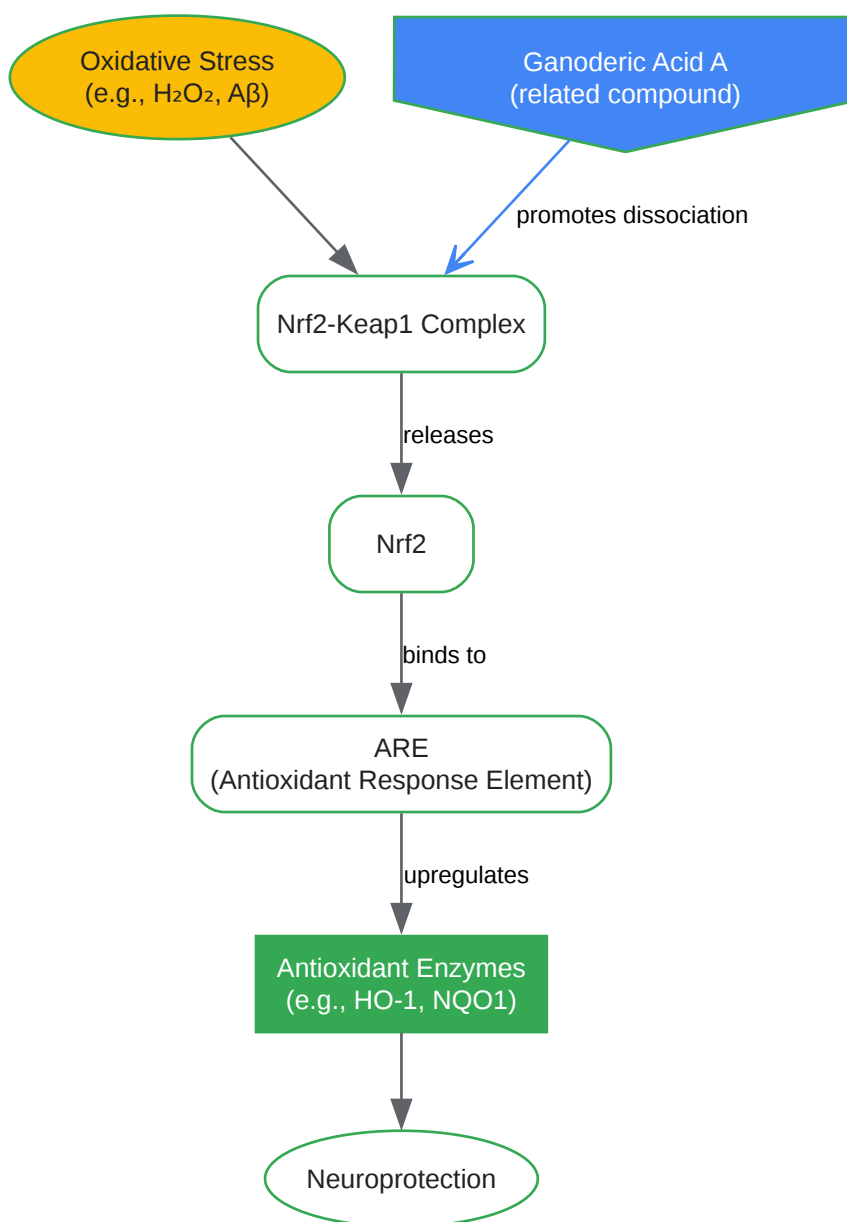 Oxidative Stress
(e.g., H₂O₂, Aβ)
Ganoderic Acid A
(related compound)
promotes dissociation
Nrf2-Keap1 Complex
releases
Nrf2
binds to
ARE
(Antioxidant Response Element)
upregulates
Antioxidant Enzymes
(e.g., HO-1, NQO1)
Neuroprotection